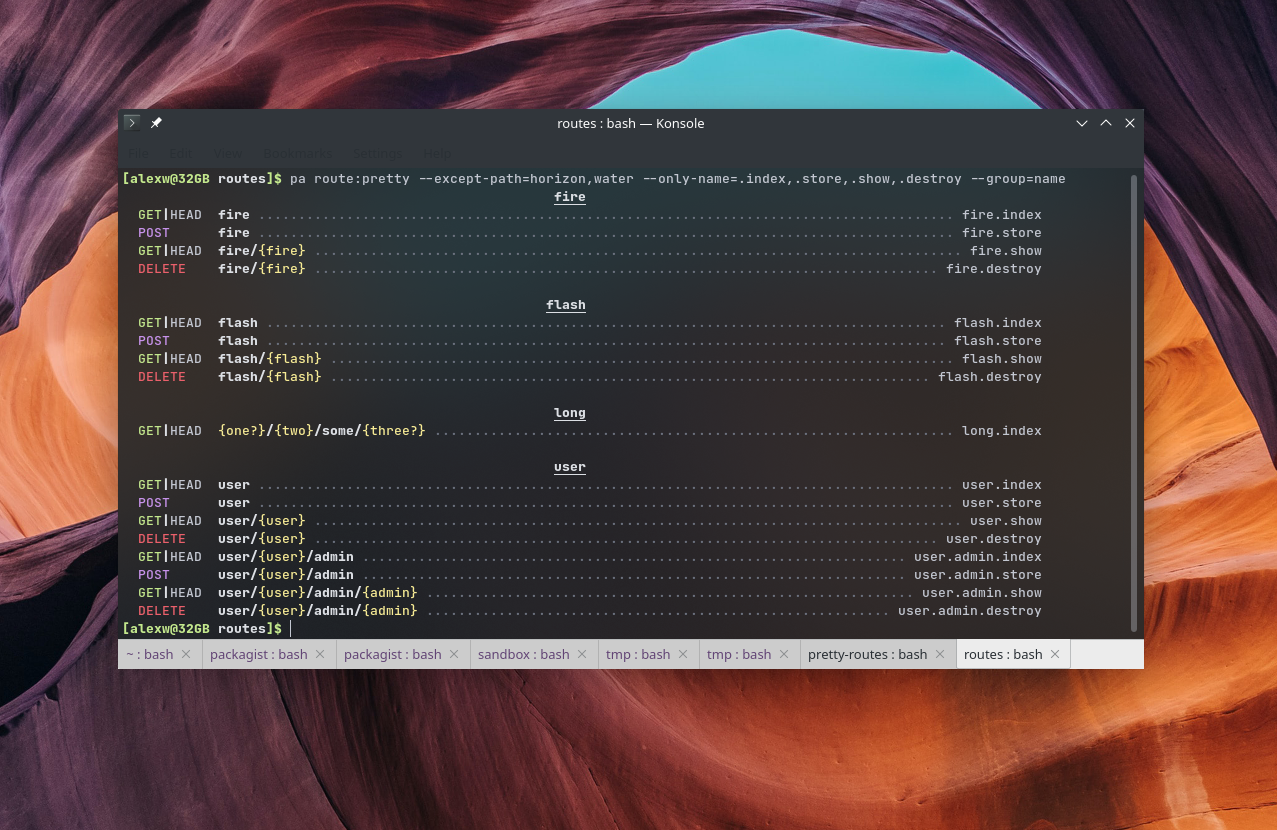 routes : bash — Konsole
File Edit View Bookmarks Settings Help
[alexw@32GB routes]$ pa route:pretty --except-path=horizon,water --only-name=.index,.store,.show,.destroy --group=name
fire
GET|HEAD fire ........................................................................................ fire.index
POST fire ........................................................................................ fire.store
GET|HEAD fire/{fire} ................................................................................. fire.show
DELETE fire/{fire} .............................................................................. fire.destroy
flash
GET|HEAD flash ...................................................................................... flash.index
POST flash ...................................................................................... flash.store
GET|HEAD flash/{flash} ............................................................................... flash.show
DELETE flash/{flash} ............................................................................ flash.destroy
long
GET|HEAD {one?}/{two}/some/{three?} .................................................................. long.index
user
GET|HEAD user ........................................................................................ user.index
POST user ........................................................................................ user.store
GET|HEAD user/{user} ................................................................................. user.show
DELETE user/{user} .............................................................................. user.destroy
GET|HEAD user/{user}/admin ..................................................................... user.admin.index
POST user/{user}/admin ..................................................................... user.admin.store
GET|HEAD user/{user}/admin/{admin} .............................................................. user.admin.show
DELETE user/{user}/admin/{admin} ........................................................... user.admin.destroy
[alexw@32GB routes]$
~ : bash packagist : bash packagist : bash sandbox : bash tmp : bash tmp : bash pretty-routes : bash routes : bash